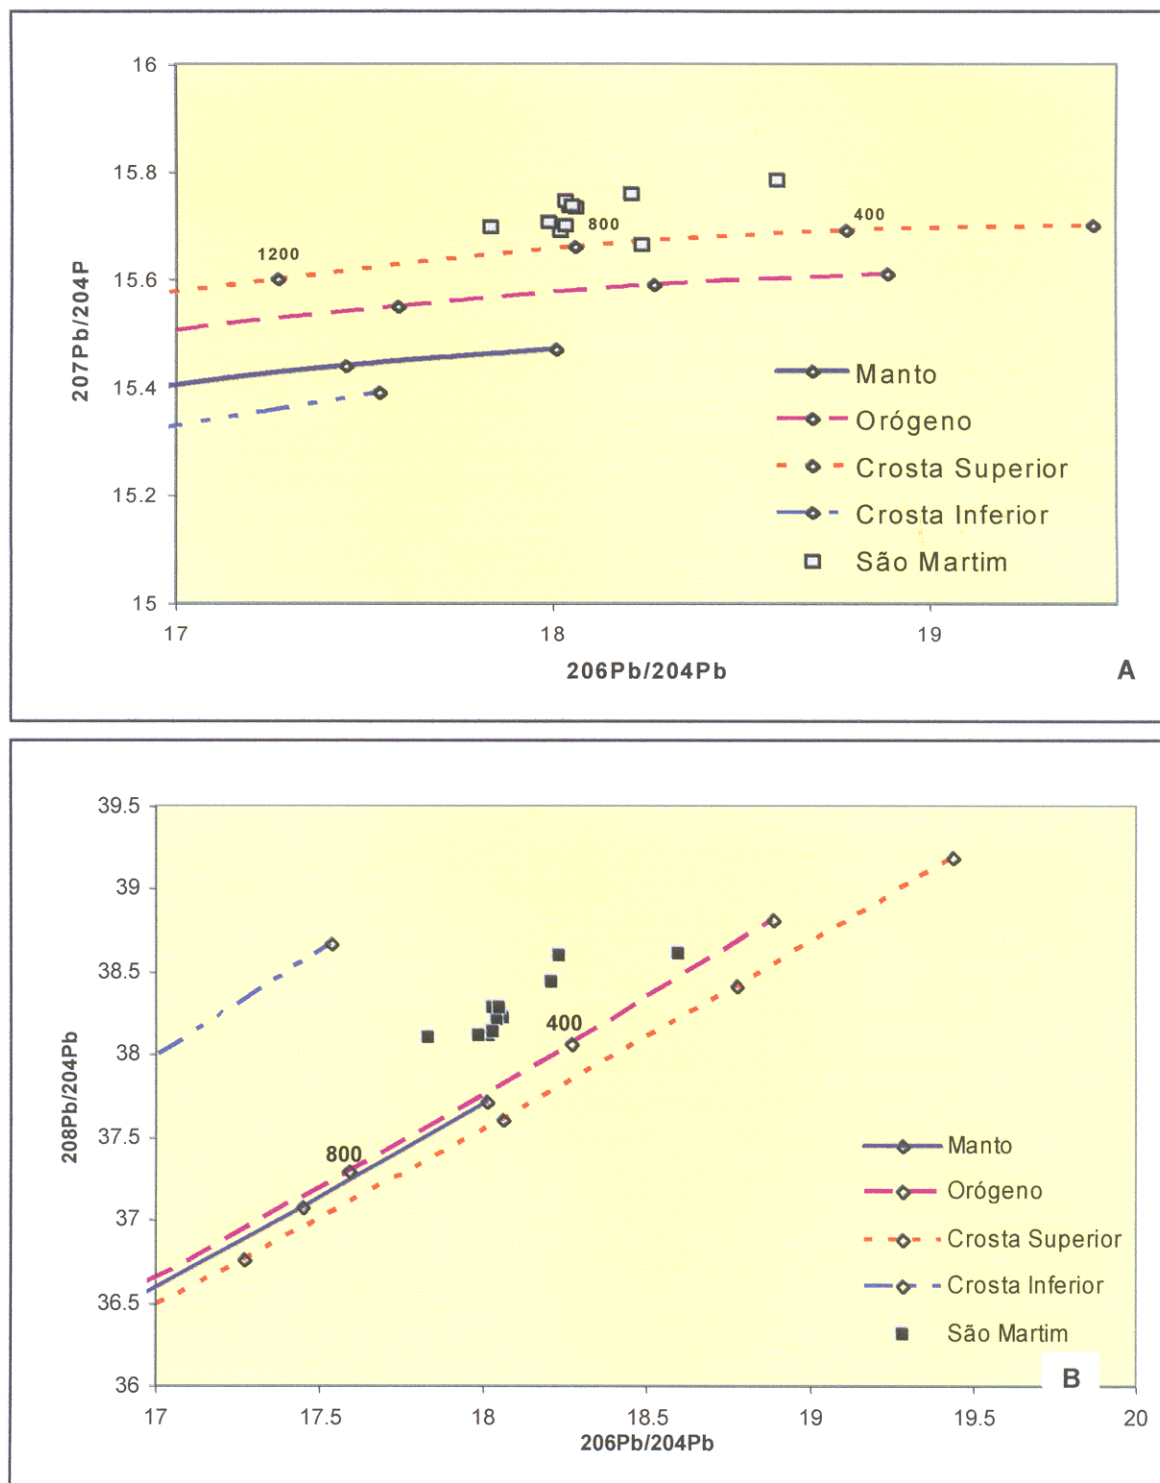 16
15.8
15.6
15.4
15.2
15
207Pb/204P
1200
800
400
Manto
Orógeno
Crosta Superior
Crosta Inferior
São Martim
17
18
19
206Pb/204Pb
A
39.5
39
38.5
38
37.5
37
36.5
36
208Pb/204Pb
400
800
Manto
Orógeno
Crosta Superior
Crosta Inferior
São Martim
B
17
17.5
18
18.5
19
19.5
20
206Pb/204Pb